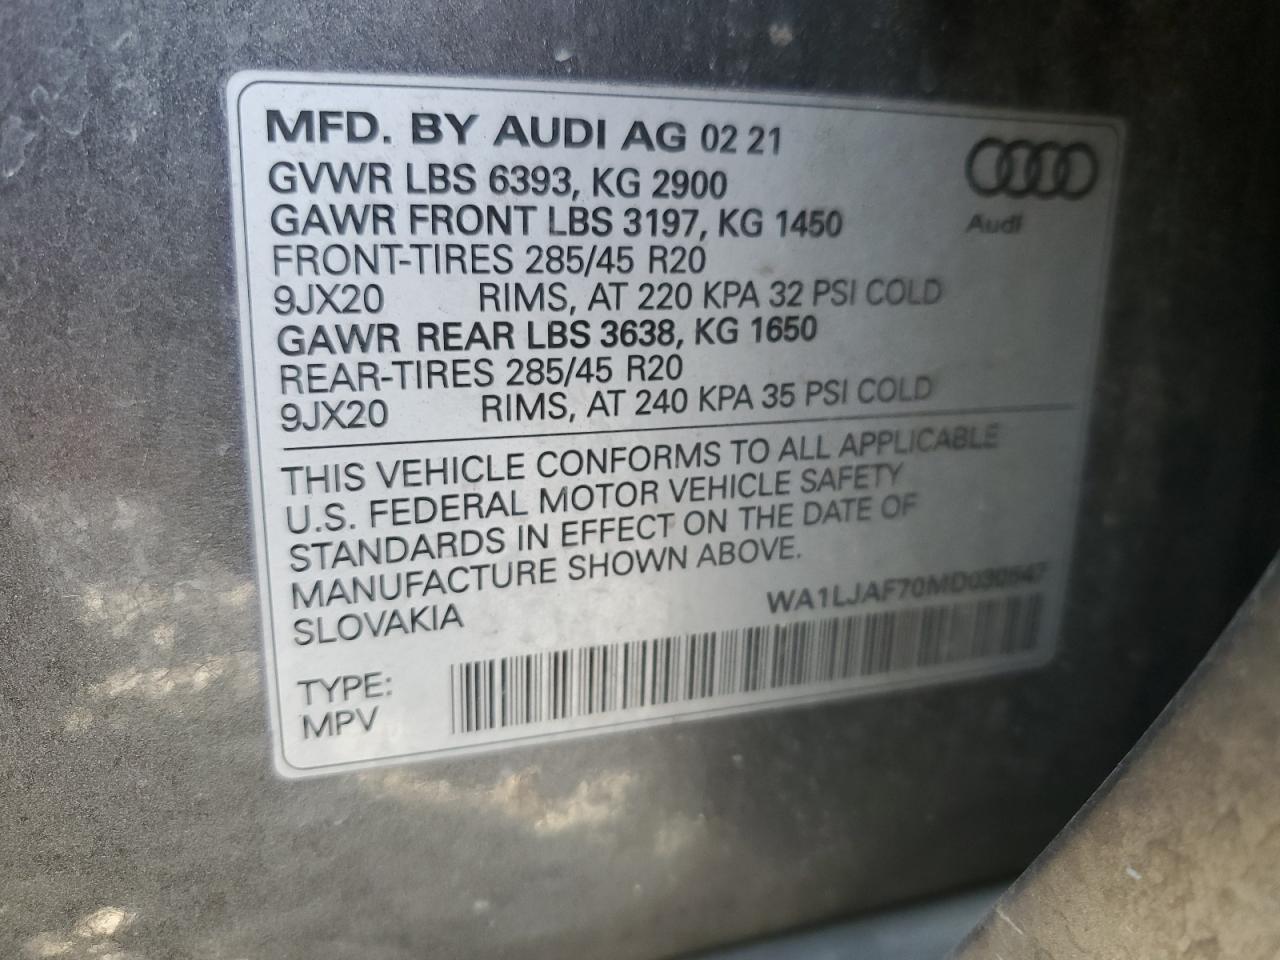 MFD. BY AUDI AG 02 21
GVWR LBS 6393, KG 2900
GAWR FRONT LBS 3197, KG 1450
FRONT-TIRES 285/45 R20
9JX20 RIMS, AT 220 KPA 32 PSI COLD
GAWR REAR LBS 3638, KG 1650
REAR-TIRES 285/45 R20
9JX20 RIMS, AT 240 KPA 35 PSI COLD
Audi
THIS VEHICLE CONFORMS TO ALL APPLICABLE
U.S. FEDERAL MOTOR VEHICLE SAFETY
STANDARDS IN EFFECT ON THE DATE OF
MANUFACTURE SHOWN ABOVE.
SLOVAKIA
TYPE:
MPV